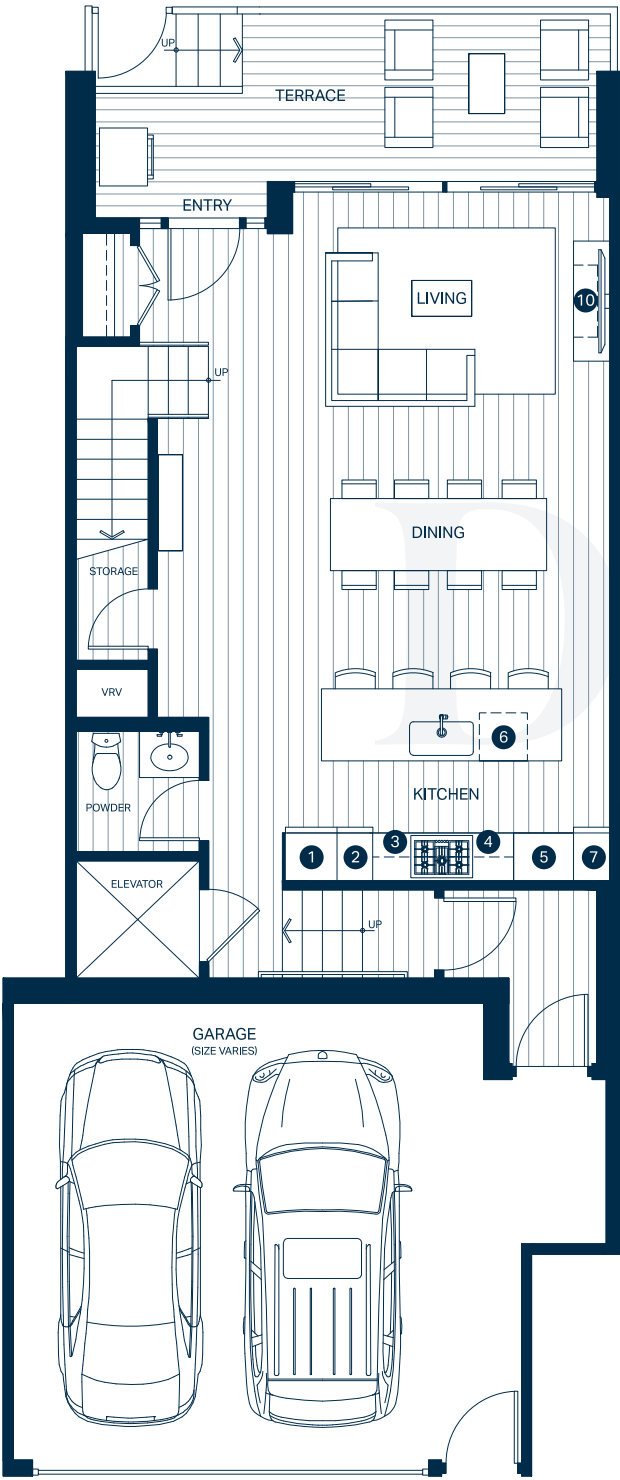 UP
TERRACE
ENTRY
LIVING
10
UP
DINING
STORAGE
VRV
6
POWDER
KITCHEN
3
4
1
2
5
7
ELEVATOR
UP
GARAGE
(SIZE VARIES)
D